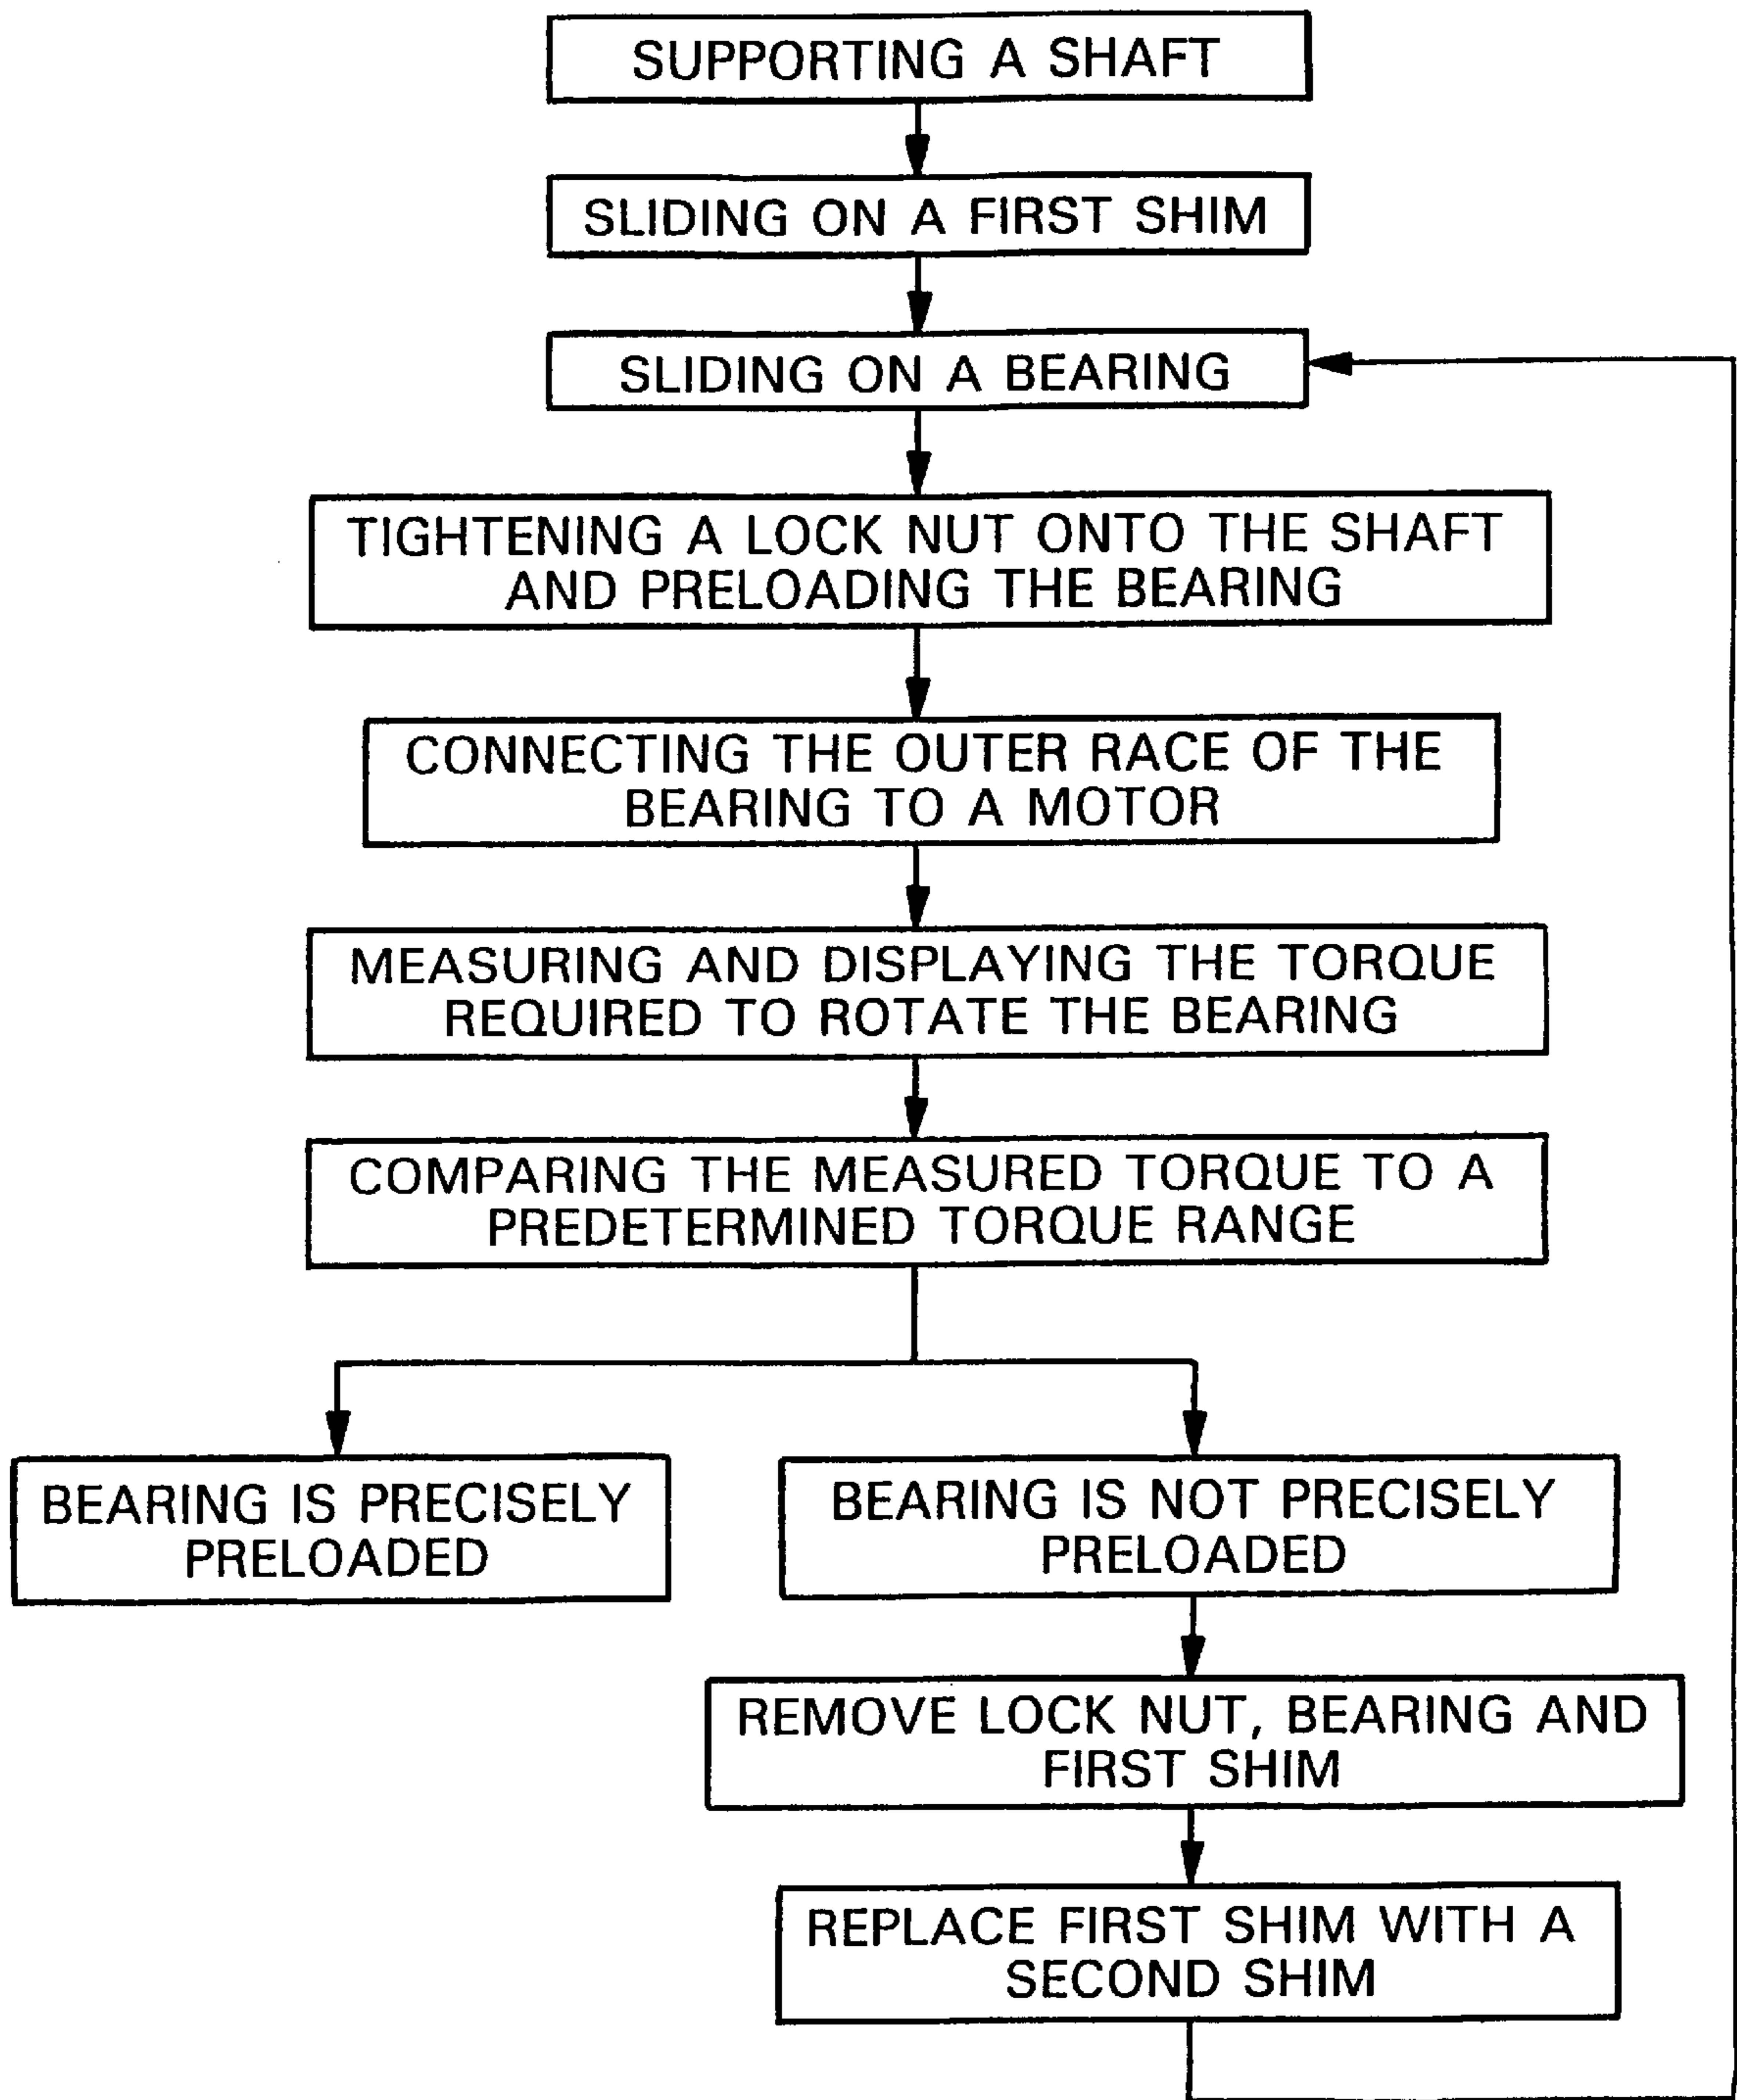 SUPPORTING A SHAFT
SLIDING ON A FIRST SHIM
SLIDING ON A BEARING
TIGHTENING A LOCK NUT ONTO THE SHAFT
AND PRELOADING THE BEARING
CONNECTING THE OUTER RACE OF THE
BEARING TO A MOTOR
MEASURING AND DISPLAYING THE TORQUE
REQUIRED TO ROTATE THE BEARING
COMPARING THE MEASURED TORQUE TO A
PREDETERMINED TORQUE RANGE
BEARING IS PRECISELY
PRELOADED
BEARING IS NOT PRECISELY
PRELOADED
REMOVE LOCK NUT, BEARING AND
FIRST SHIM
REPLACE FIRST SHIM WITH A
SECOND SHIM